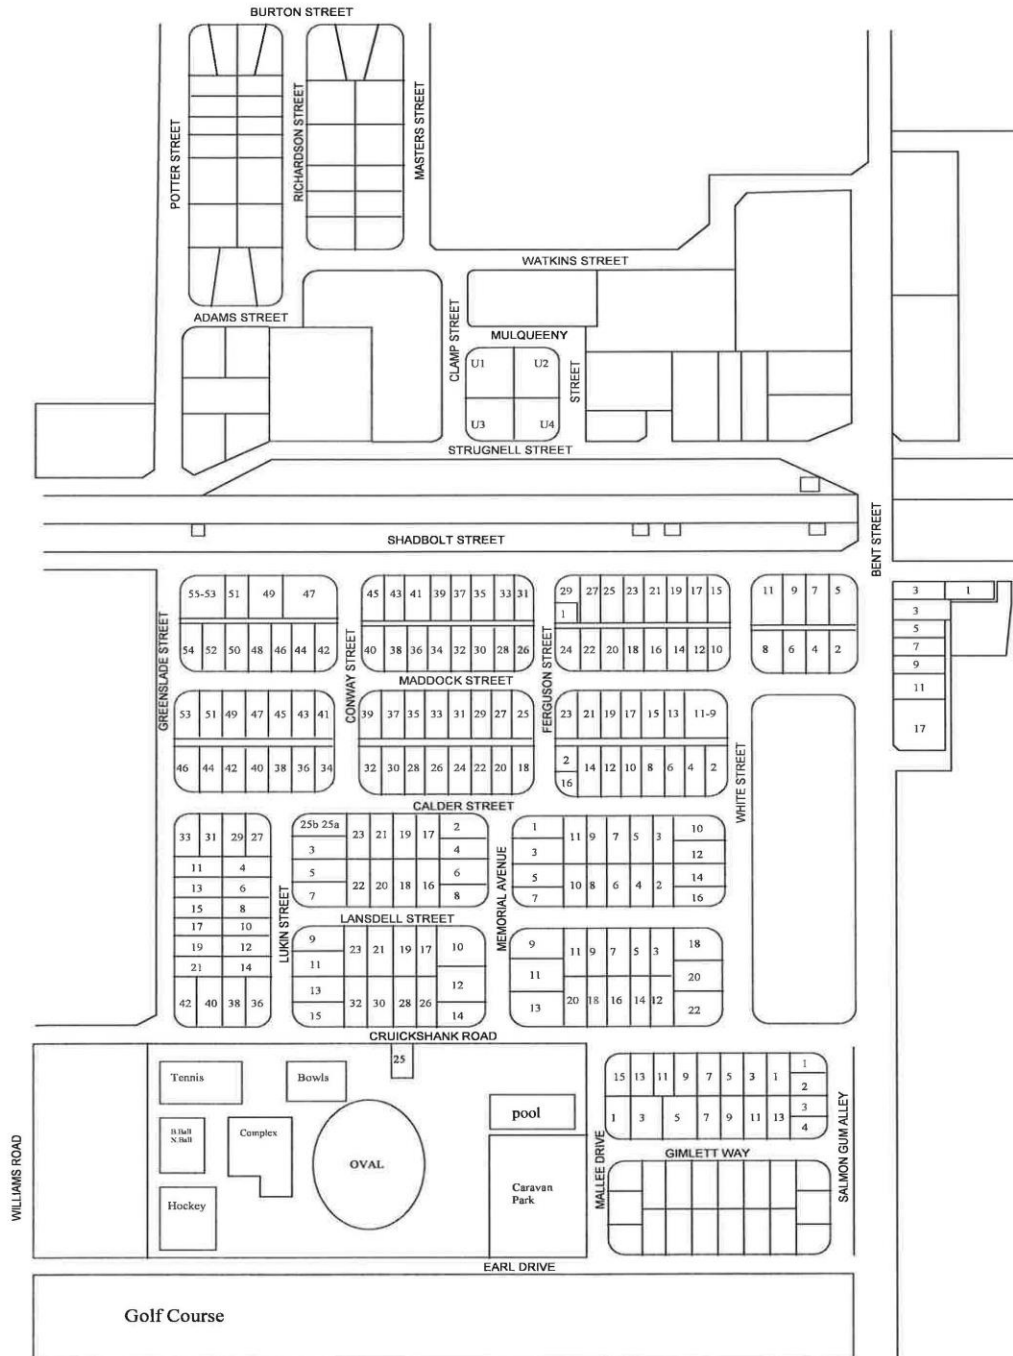 BURTON STREET
POTTER STREET
RICHARDSON STREET
MASTERS STREET
WATKINS STREET
ADAMS STREET
CLAMP STREET
MULQUEENY
STREET
U1 U2
U3 U4
STRUGNELL STREET
SHADBOLT STREET
BENT STREET
55-53 51 49 47
45 43 41 39 37 35 33 31
29 27 25 23 21 19 17 15
1
11 9 7 5
3 1
3
5
7
9
11
17
54 52 50 48 46 44 42
40 38 36 34 32 30 28 26
24 22 20 18 16 14 12 10
8 6 4 2
GREENSLADE STREET
CONWAY STREET
MADDOCK STREET
FERGUSON STREET
53 51 49 47 45 43 41
39 37 35 33 31 29 27 25
23 21 19 17 15 13 11-9
46 44 42 40 38 36 34
32 30 28 26 24 22 20 18
2
16
14 12 10 8 6 4 2
WHITE STREET
CALDER STREET
33 31 29 27
11 4
13 6
15 8
17 10
19 12
21 14
42 40 38 36
LUKIN STREET
25b 25a 23 21 19 17 2
3 4
5 6
7 22 20 18 16 8
MEMORIAL AVENUE
1 11 9 7 5 3 10
3 12
5 10 8 6 4 2 14
7 16
LANSDELL STREET
9 23 21 19 17 10
11
13 12
15 32 30 28 26 14
9 11 9 7 5 3 18
11 20
13 20 18 16 14 12 22
CRUICKSHANK ROAD
25
Tennis
Bowls
B.Ball
N.Ball
Complex
OVAL
Hockey
pool
Caravan
Park
WILLIAMS ROAD
MALLEE DRIVE
15 13 11 9 7 5 3 1 1
2
1 3 5 7 9 11 13 3
4
GIMLETT WAY
SALMON GUM ALLEY
EARL DRIVE
Golf Course